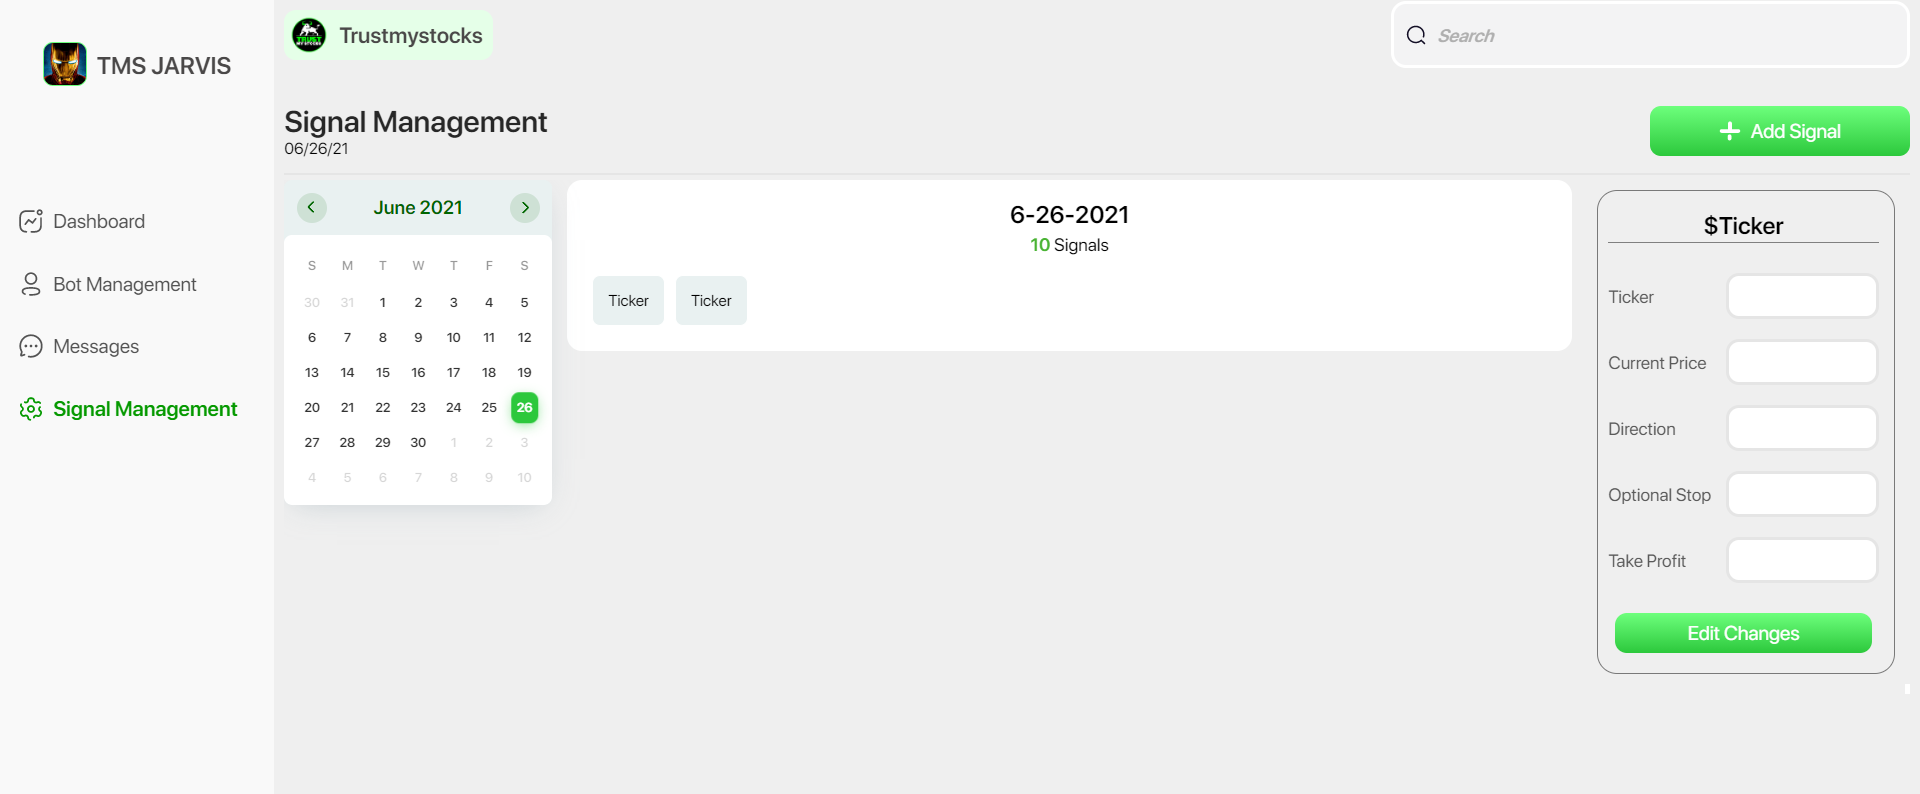 TMS JARVIS
Dashboard
Bot Management
Messages
Signal Management
TRUST
MY STOCKS
Trustmystocks
Search
Signal Management
06/26/21
Add Signal
June 2021
S M T W T F S
30 31 1 2 3 4 5
6 7 8 9 10 11 12
13 14 15 16 17 18 19
20 21 22 23 24 25 26
27 28 29 30 1 2 3
4 5 6 7 8 9 10
6-26-2021
10 Signals
Ticker Ticker
$Ticker
Ticker
Current Price
Direction
Optional Stop
Take Profit
Edit Changes